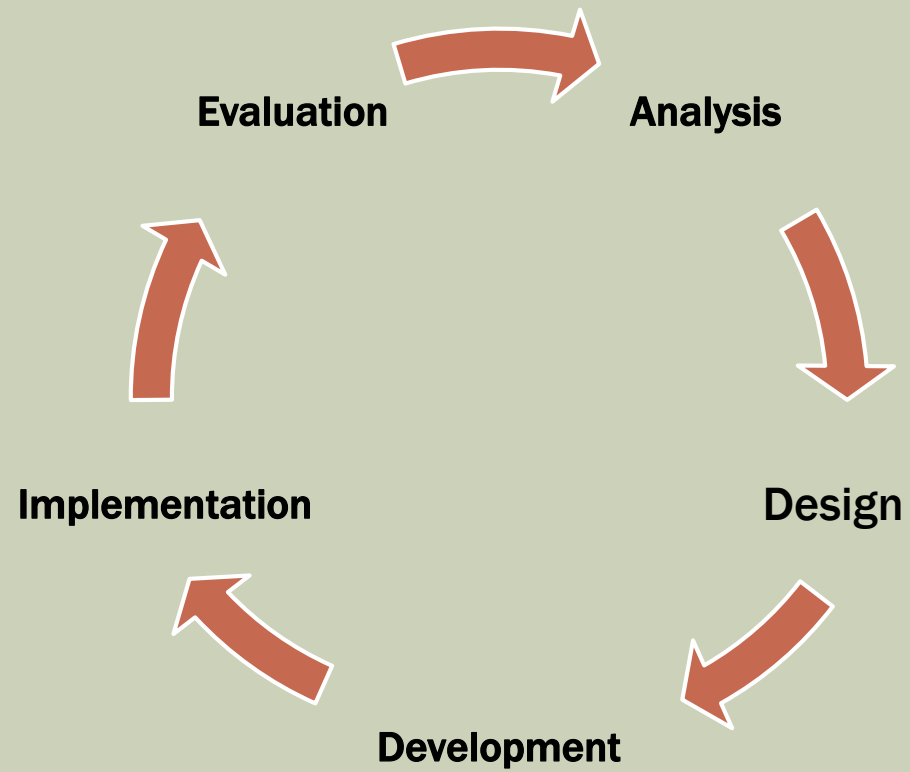 Evaluation
Analysis
Implementation
Design
Development